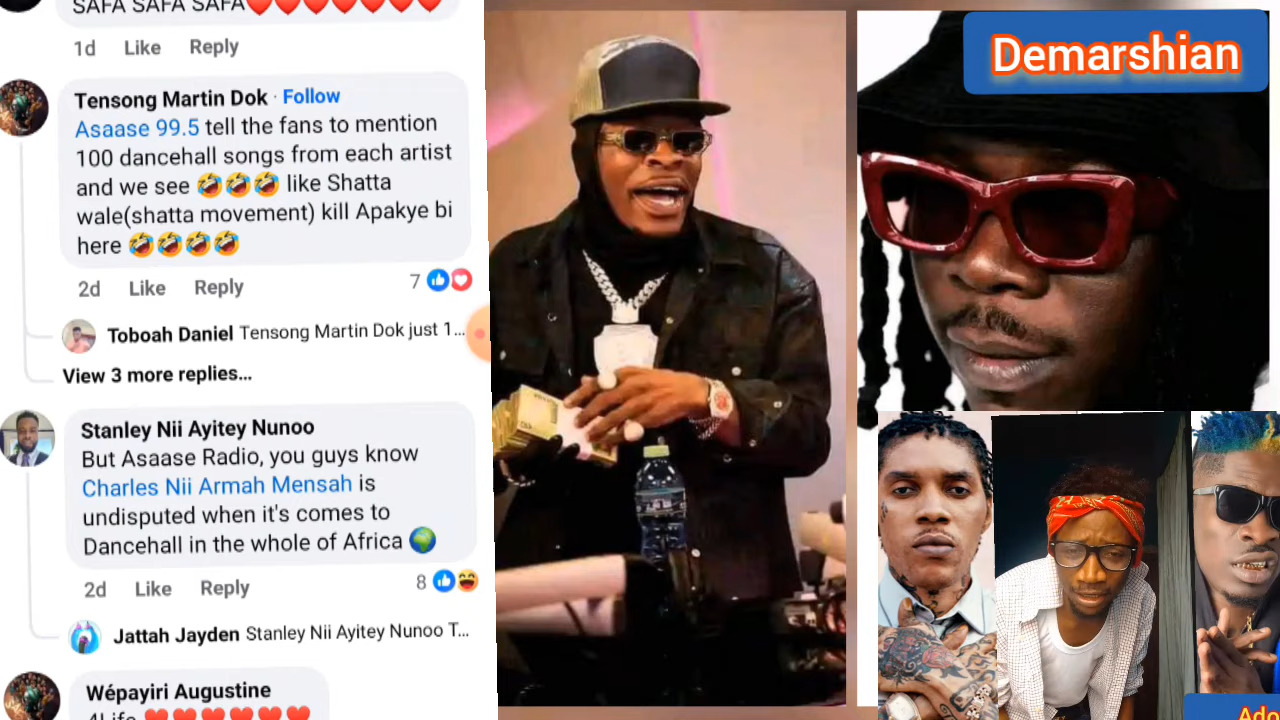 SAFA SAFA SAFA❤️❤️❤️❤️❤️❤️❤️
1d Like Reply
Tensong Martin Dok · Follow
Asaase 99.5 tell the fans to mention
100 dancehall songs from each artist
and we see 🤣🤣🤣 like Shatta
wale(shatta movement) kill Apakye bi
here 🤣🤣🤣🤣
2d Like Reply 7
Toboah Daniel Tensong Martin Dok just 1...
View 3 more replies...
Stanley Nii Ayitey Nunoo
But Asaase Radio, you guys know
Charles Nii Armah Mensah is
undisputed when it's comes to
Dancehall in the whole of Africa 🌍
2d Like Reply 8
Jattah Jayden Stanley Nii Ayitey Nunoo T...
Wépayiri Augustine
4Life ❤️❤️❤️❤️❤️❤️
Demarshian
Ado